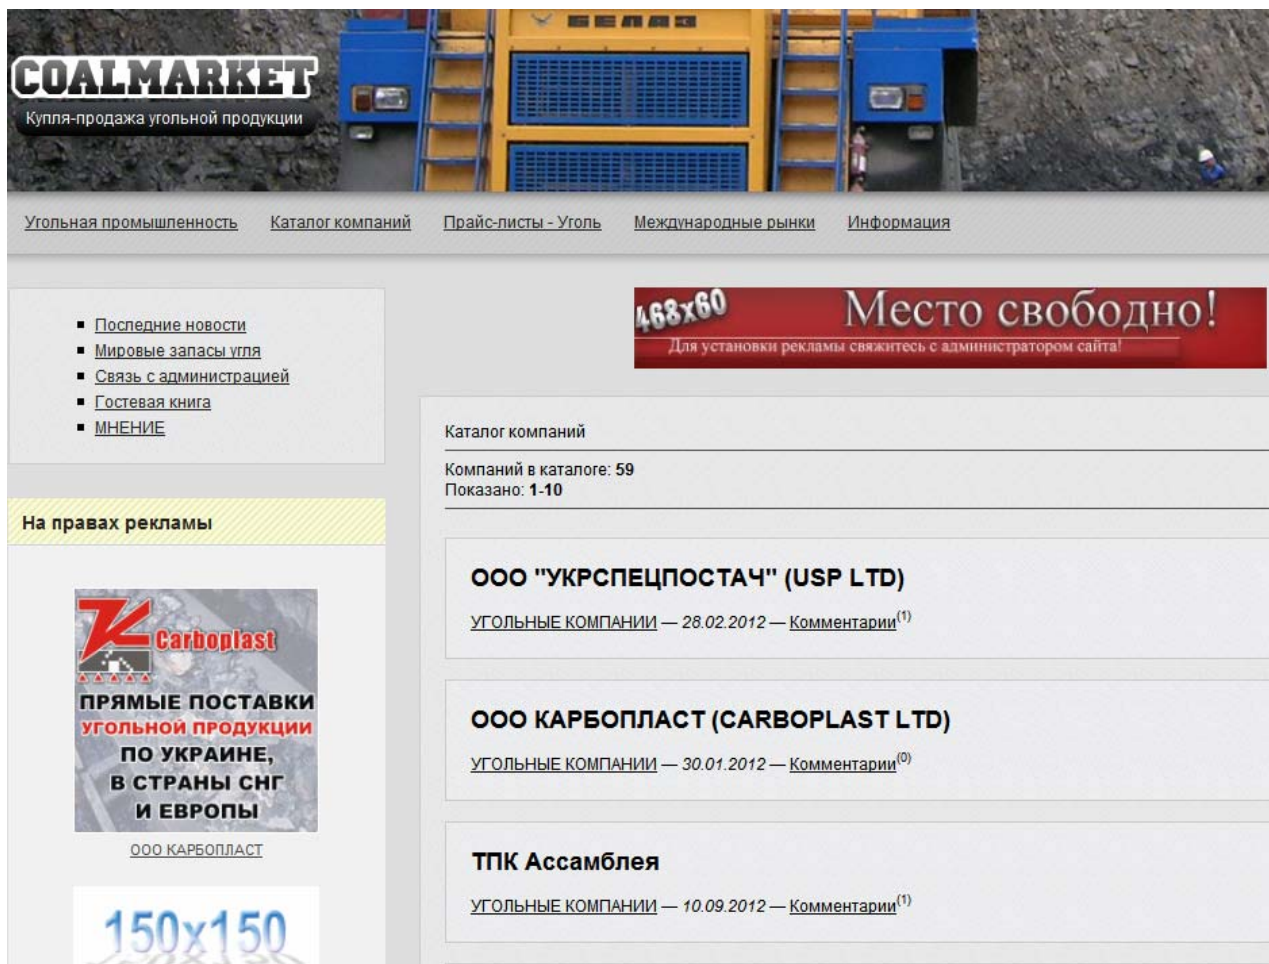 БЕЛАЗ
COALMARKET
Купля-продажа угольной продукции
Угольная промышленность Каталог компаний Прайс-листы - Уголь Международные рынки Информация
Последние новости
Мировые запасы угля
Связь с администрацией
Гостевая книга
МНЕНИЕ
468x60 Место свободно!
Для установки рекламы свяжитесь с администратором сайта!
Каталог компаний
Компаний в каталоге: 59
Показано: 1-10
На правах рекламы
Carboplast
ПРЯМЫЕ ПОСТАВКИ
УГОЛЬНОЙ ПРОДУКЦИИ
ПО УКРАИНЕ,
В СТРАНЫ СНГ
И ЕВРОПЫ
ООО КАРБОПЛАСТ
150x150
ООО "УКРСПЕЦПОСТАЧ" (USP LTD)
УГОЛЬНЫЕ КОМПАНИИ — 28.02.2012 — Комментарии(1)
ООО КАРБОПЛАСТ (CARBOPLAST LTD)
УГОЛЬНЫЕ КОМПАНИИ — 30.01.2012 — Комментарии(0)
ТПК Ассамблея
УГОЛЬНЫЕ КОМПАНИИ — 10.09.2012 — Комментарии(1)